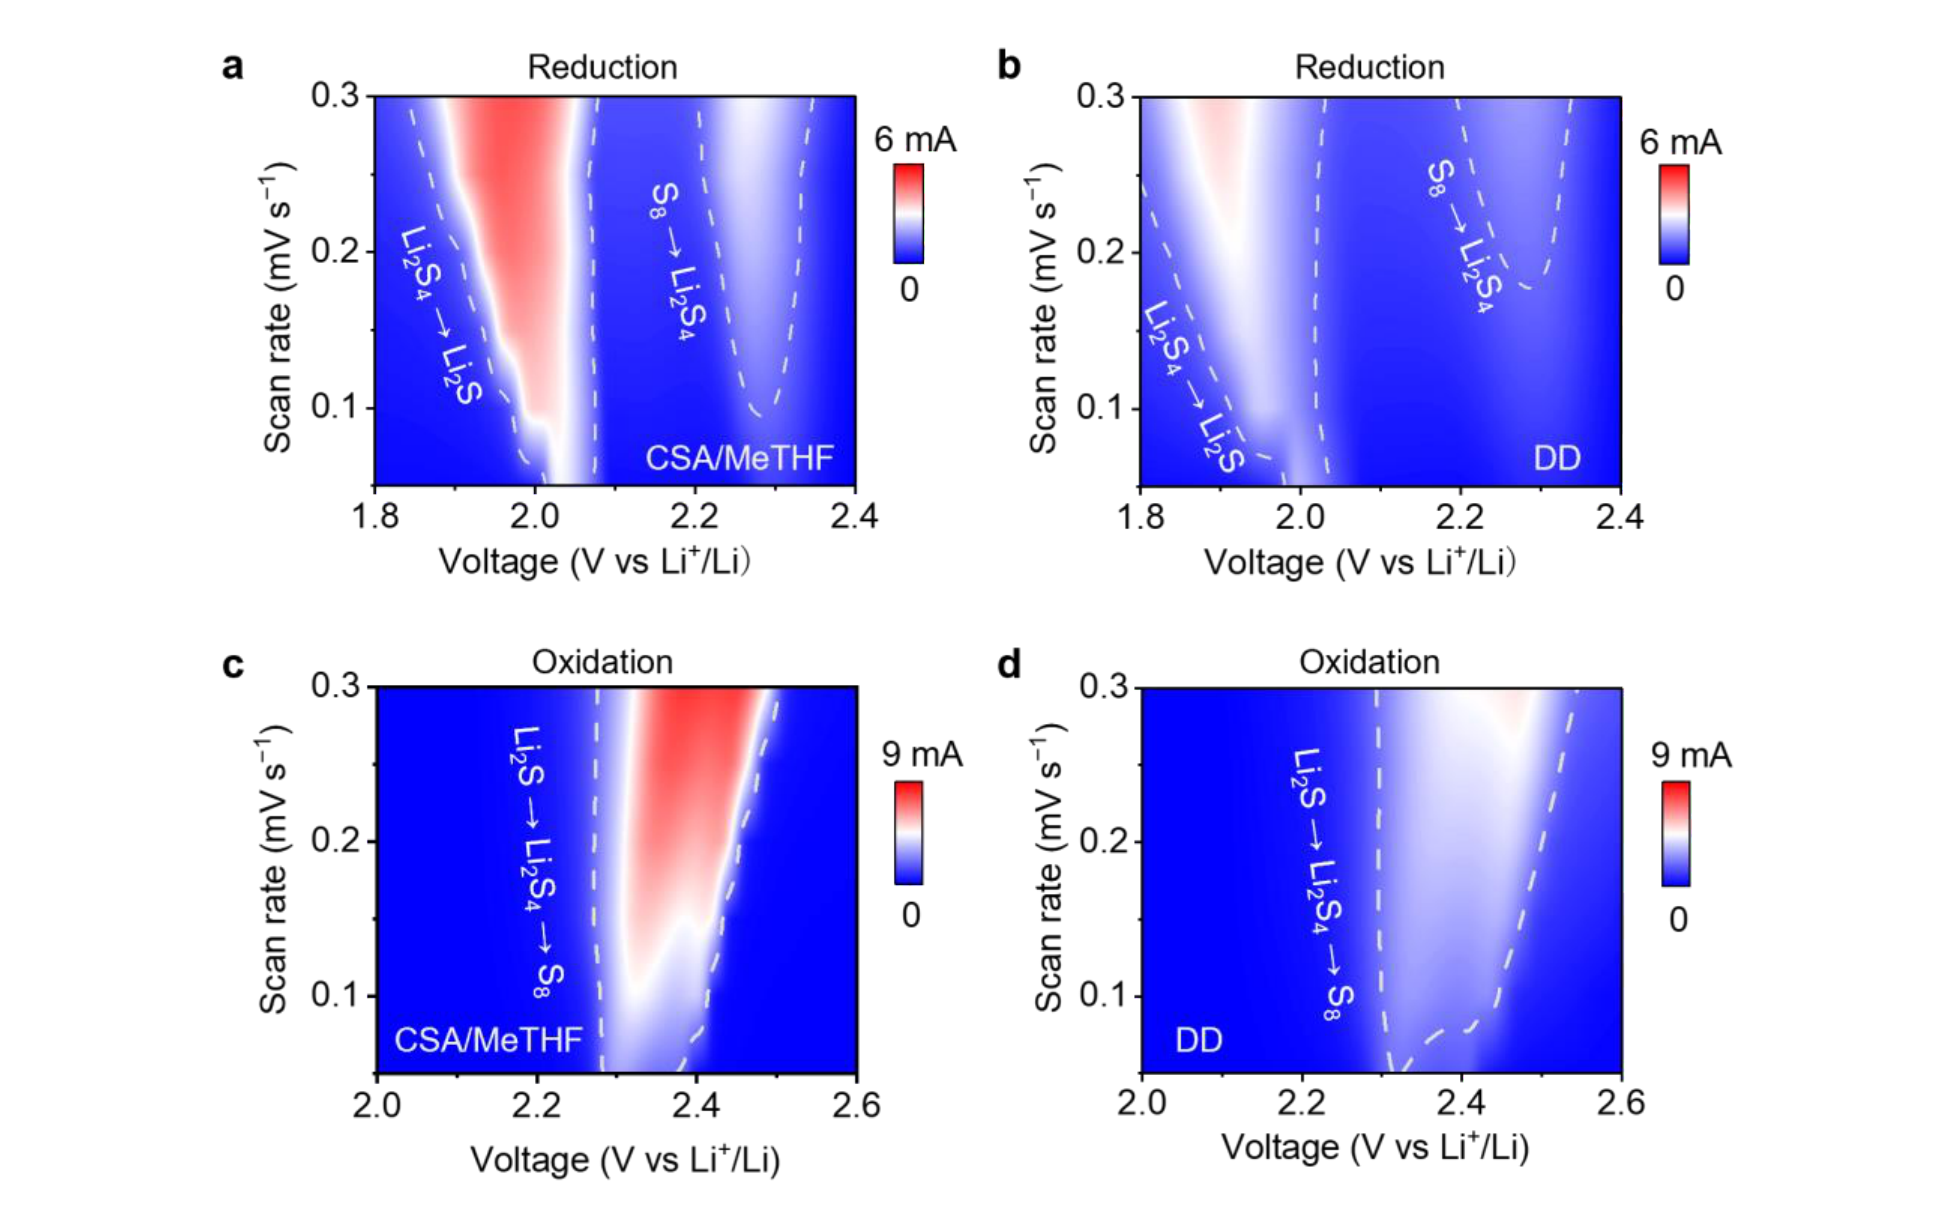 a
Reduction
0.3
0.2
0.1
Scan rate (mV s⁻¹)
Li₂S₄ → Li₂S
S₈ → Li₂S₄
CSA/MeTHF
1.8 2.0 2.2 2.4
Voltage (V vs Li⁺/Li)
6 mA
0
b
Reduction
0.3
0.2
0.1
Scan rate (mV s⁻¹)
Li₂S₄ → Li₂S
S₈ → Li₂S₄
DD
1.8 2.0 2.2 2.4
Voltage (V vs Li⁺/Li)
6 mA
0
c
Oxidation
0.3
0.2
0.1
Scan rate (mV s⁻¹)
Li₂S → Li₂S₄ → S₈
CSA/MeTHF
2.0 2.2 2.4 2.6
Voltage (V vs Li⁺/Li)
9 mA
0
d
Oxidation
0.3
0.2
0.1
Scan rate (mV s⁻¹)
Li₂S → Li₂S₄ → S₈
DD
2.0 2.2 2.4 2.6
Voltage (V vs Li⁺/Li)
9 mA
0